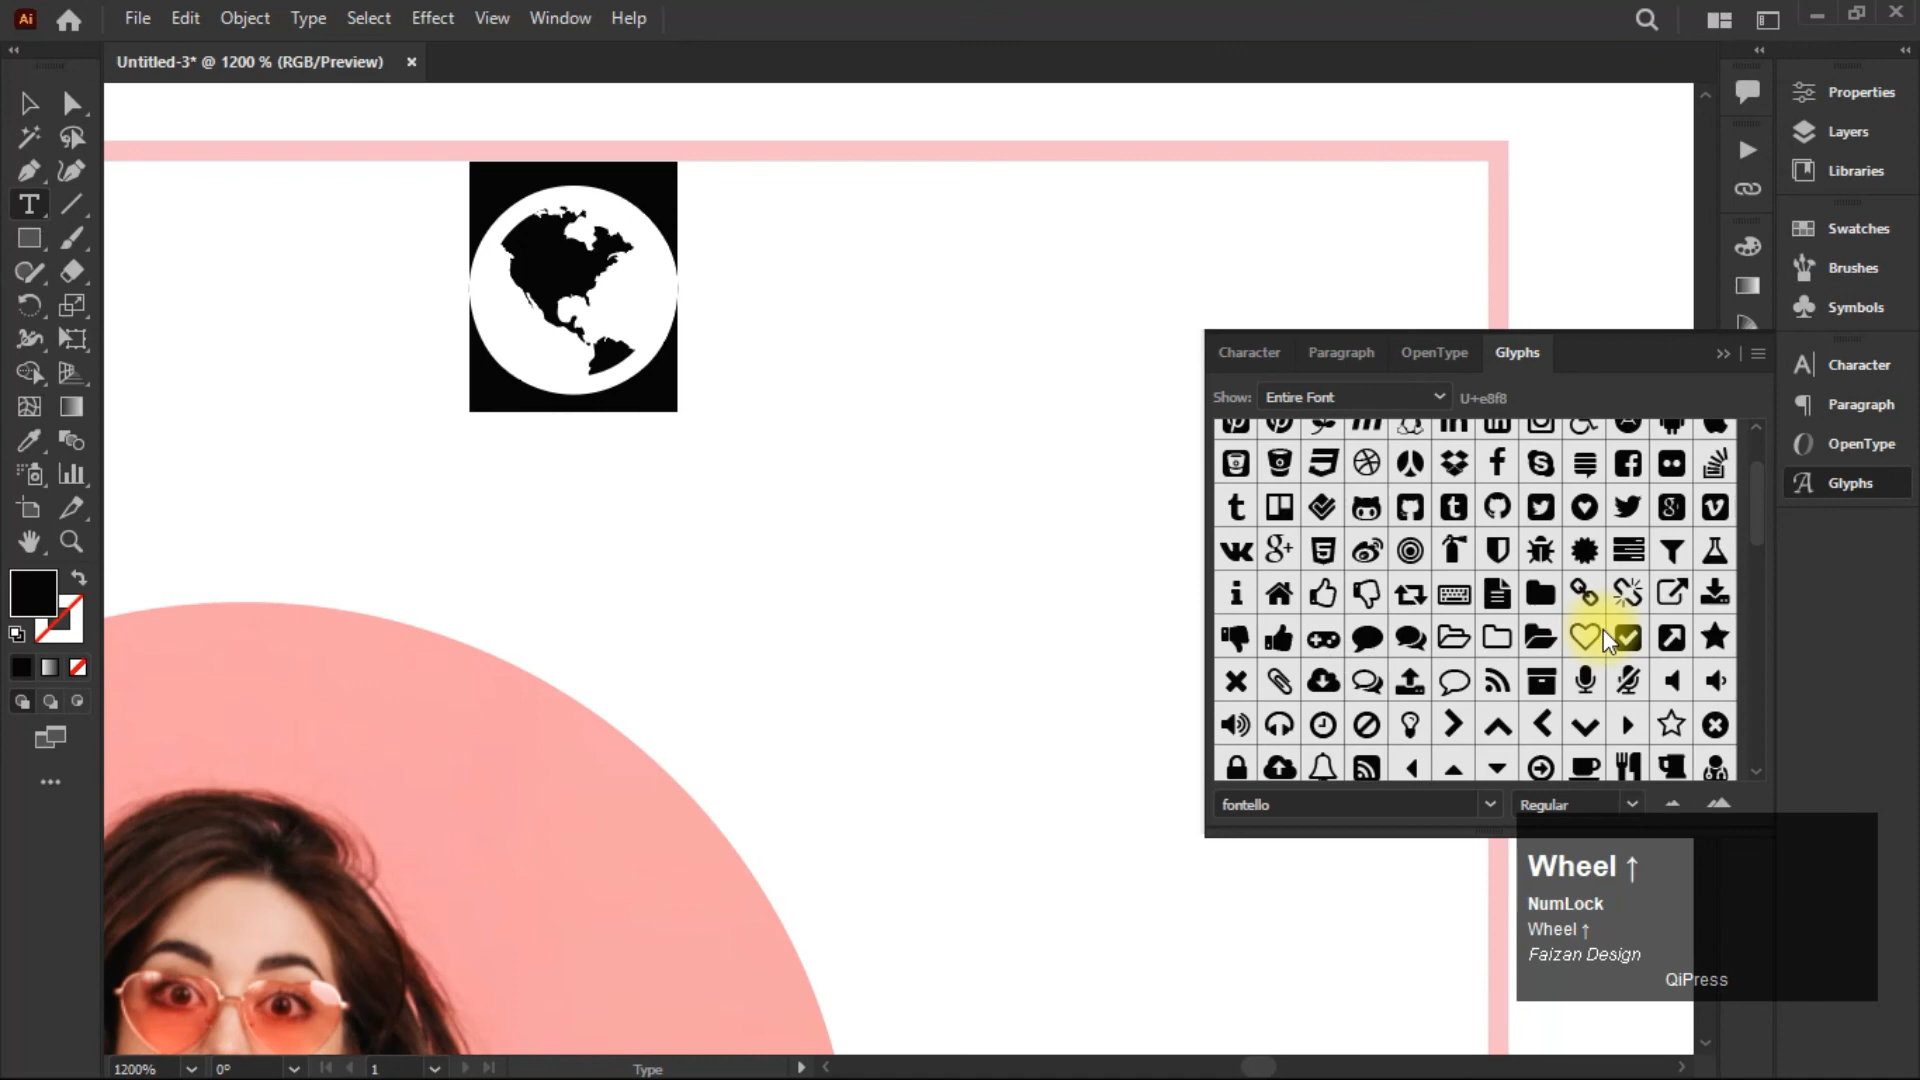 Ai File Edit Object Type Select Effect View Window Help
Untitled-3* @ 1200 % (RGB/Preview) ×
Properties
Layers
Libraries
Swatches
Brushes
Symbols
Character
Paragraph
OpenType
Glyphs
Character Paragraph OpenType Glyphs
Show: Entire Font U+e8f8
fontello Regular
Wheel ↑
NumLock
Wheel ↑
Faizan Design
QiPress
1200% 0° 1 Type